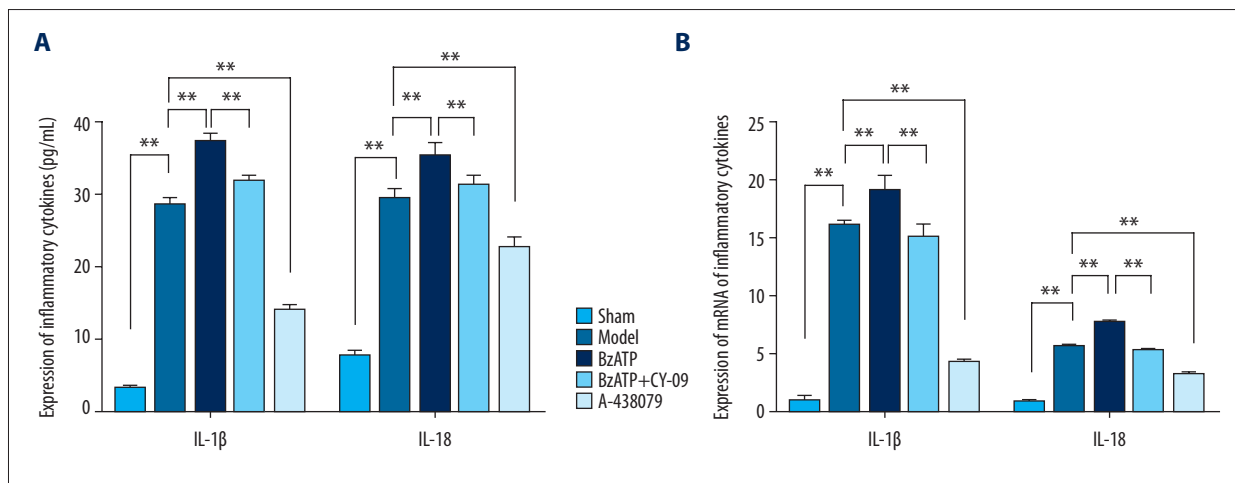 A
Expression of inflammatory cytokines (pg/mL)
40
30
20
10
0
**
**
**
**
**
**
**
**
IL-1β
IL-18
Sham
Model
BzATP
BzATP+CY-09
A-438079
B
Expression of mRNA of inflammatory cytokines
25
20
15
10
5
0
**
**
**
**
**
**
**
**
IL-1β
IL-18